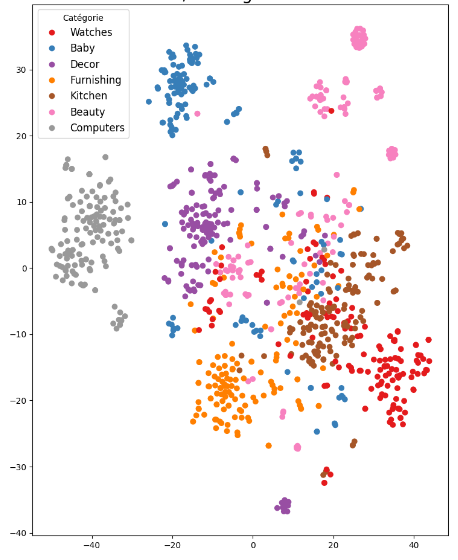 Catégorie
Watches
Baby
Decor
Furnishing
Kitchen
Beauty
Computers
30
20
10
0
−10
−20
−30
−40
−40
−20
0
20
40